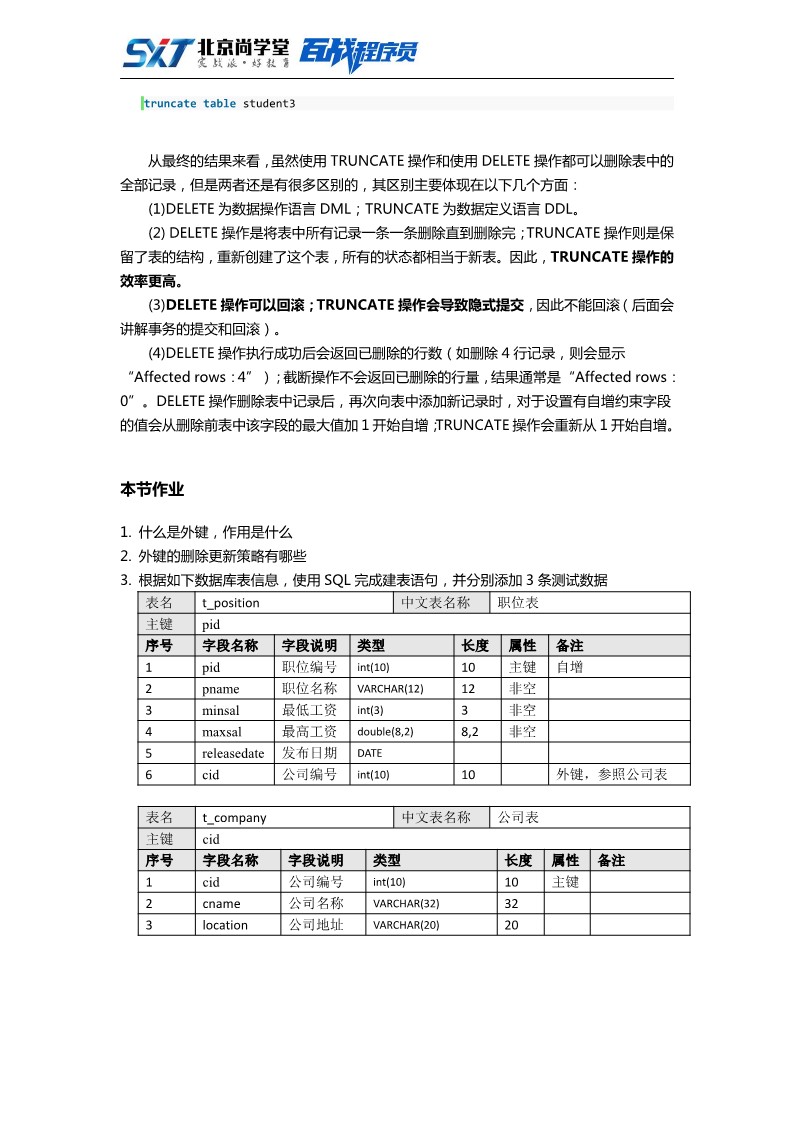 SXT 北京尚学堂 实战派·好教育 百战程序员
truncate table student3
从最终的结果来看，虽然使用 TRUNCATE 操作和使用 DELETE 操作都可以删除表中的
全部记录，但是两者还是有很多区别的，其区别主要体现在以下几个方面：
(1)DELETE 为数据操作语言 DML；TRUNCATE 为数据定义语言 DDL。
(2) DELETE 操作是将表中所有记录一条一条删除直到删除完；TRUNCATE 操作则是保
留了表的结构，重新创建了这个表，所有的状态都相当于新表。因此，TRUNCATE 操作的
效率更高。
(3)DELETE 操作可以回滚；TRUNCATE 操作会导致隐式提交，因此不能回滚（后面会
讲解事务的提交和回滚）。
(4)DELETE 操作执行成功后会返回已删除的行数（如删除 4 行记录，则会显示
“Affected rows：4”）；截断操作不会返回已删除的行量，结果通常是“Affected rows：
0”。DELETE 操作删除表中记录后，再次向表中添加新记录时，对于设置有自增约束字段
的值会从删除前表中该字段的最大值加 1 开始自增；TRUNCATE 操作会重新从 1 开始自增。
本节作业
1. 什么是外键，作用是什么
2. 外键的删除更新策略有哪些
3. 根据如下数据库表信息，使用 SQL 完成建表语句，并分别添加 3 条测试数据
表名 t_position 中文表名称 职位表
主键 pid
序号 字段名称 字段说明 类型 长度 属性 备注
1 pid 职位编号 int(10) 10 主键 自增
2 pname 职位名称 VARCHAR(12) 12 非空
3 minsal 最低工资 int(3) 3 非空
4 maxsal 最高工资 double(8,2) 8,2 非空
5 releasedate 发布日期 DATE
6 cid 公司编号 int(10) 10 外键，参照公司表
表名 t_company 中文表名称 公司表
主键 cid
序号 字段名称 字段说明 类型 长度 属性 备注
1 cid 公司编号 int(10) 10 主键
2 cname 公司名称 VARCHAR(32) 32
3 location 公司地址 VARCHAR(20) 20